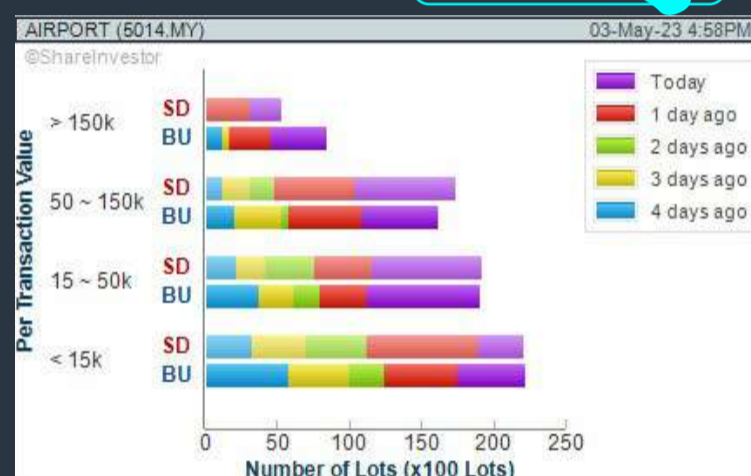 AIRPORT (5014.MY) 03-May-23 4:58PM
©ShareInvestor
Today
1 day ago
2 days ago
3 days ago
4 days ago
Per Transaction Value
> 150k
SD
BU
50 ~ 150k
SD
BU
15 ~ 50k
SD
BU
< 15k
SD
BU
0 50 100 150 200 250
Number of Lots (x100 Lots)